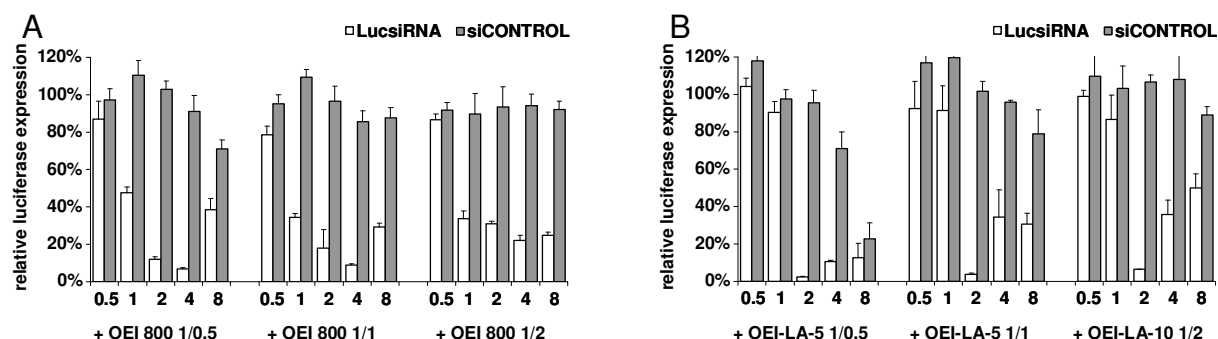 A
LucsiRNA siCONTROL
relative luciferase expression
120%
100%
80%
60%
40%
20%
0%
0.5 1 2 4 8 0.5 1 2 4 8 0.5 1 2 4 8
+ OEI 800 1/0.5 + OEI 800 1/1 + OEI 800 1/2
B
LucsiRNA siCONTROL
relative luciferase expression
120%
100%
80%
60%
40%
20%
0%
0.5 1 2 4 8 0.5 1 2 4 8 0.5 1 2 4 8
+ OEI-LA-5 1/0.5 + OEI-LA-5 1/1 + OEI-LA-10 1/2